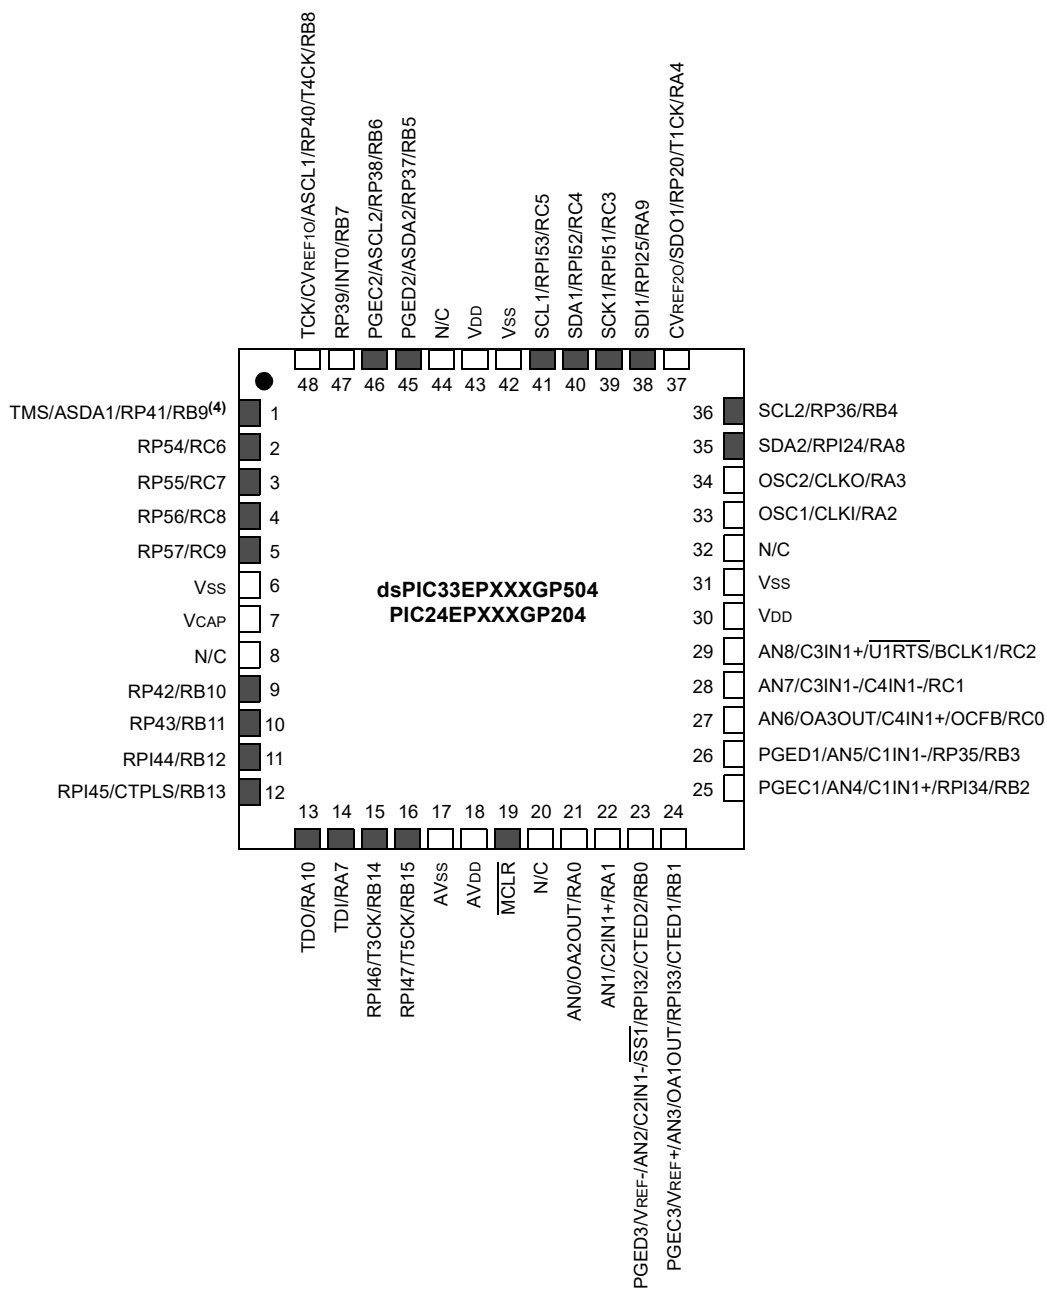 TCK/CVREF1O/ASCL1/RP40/T4CK/RB8
RP39/INT0/RB7
PGEC2/ASCL2/RP38/RB6
PGED2/ASDA2/RP37/RB5
N/C
VDD
VSS
SCL1/RPI53/RC5
SDA1/RPI52/RC4
SCK1/RPI51/RC3
SDI1/RPI25/RA9
CVREF2O/SDO1/RP20/T1CK/RA4
48 47 46 45 44 43 42 41 40 39 38 37
TMS/ASDA1/RP41/RB9(4) 1
RP54/RC6 2
RP55/RC7 3
RP56/RC8 4
RP57/RC9 5
VSS 6
VCAP 7
N/C 8
RP42/RB10 9
RP43/RB11 10
RPI44/RB12 11
RPI45/CTPLS/RB13 12
dsPIC33EPXXXGP504
PIC24EPXXXGP204
36 SCL2/RP36/RB4
35 SDA2/RPI24/RA8
34 OSC2/CLKO/RA3
33 OSC1/CLKI/RA2
32 N/C
31 VSS
30 VDD
29 AN8/C3IN1+/U1RTS/BCLK1/RC2
28 AN7/C3IN1-/C4IN1-/RC1
27 AN6/OA3OUT/C4IN1+/OCFB/RC0
26 PGED1/AN5/C1IN1-/RP35/RB3
25 PGEC1/AN4/C1IN1+/RPI34/RB2
13 14 15 16 17 18 19 20 21 22 23 24
TDO/RA10
TDI/RA7
RPI46/T3CK/RB14
RPI47/T5CK/RB15
AVSS
AVDD
MCLR
N/C
AN0/OA2OUT/RA0
AN1/C2IN1+/RA1
PGED3/VREF-/AN2/C2IN1-/SS1/RPI32/CTED2/RB0
PGEC3/VREF+/AN3/OA1OUT/RPI33/CTED1/RB1